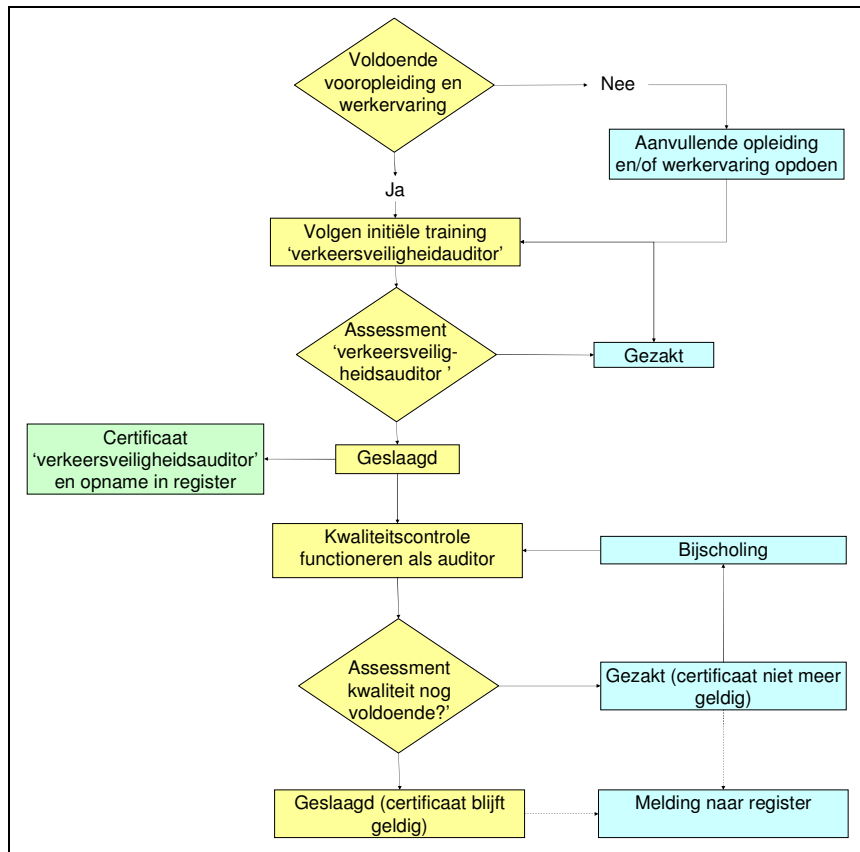 Voldoende
vooropleiding en
werkervaring
Nee
Aanvullende opleiding
en/of werkervaring opdoen
Ja
Volgen initiële training
‘verkeersveiligheidauditor’
Assessment
‘verkeersveilig-
heidsauditor ’
Gezakt
Certificaat
‘verkeersveiligheidsauditor’
en opname in register
Geslaagd
Kwaliteitscontrole
functioneren als auditor
Bijscholing
Assessment
kwaliteit nog
voldoende?’
Gezakt (certificaat niet meer
geldig)
Geslaagd (certificaat blijft
geldig)
Melding naar register